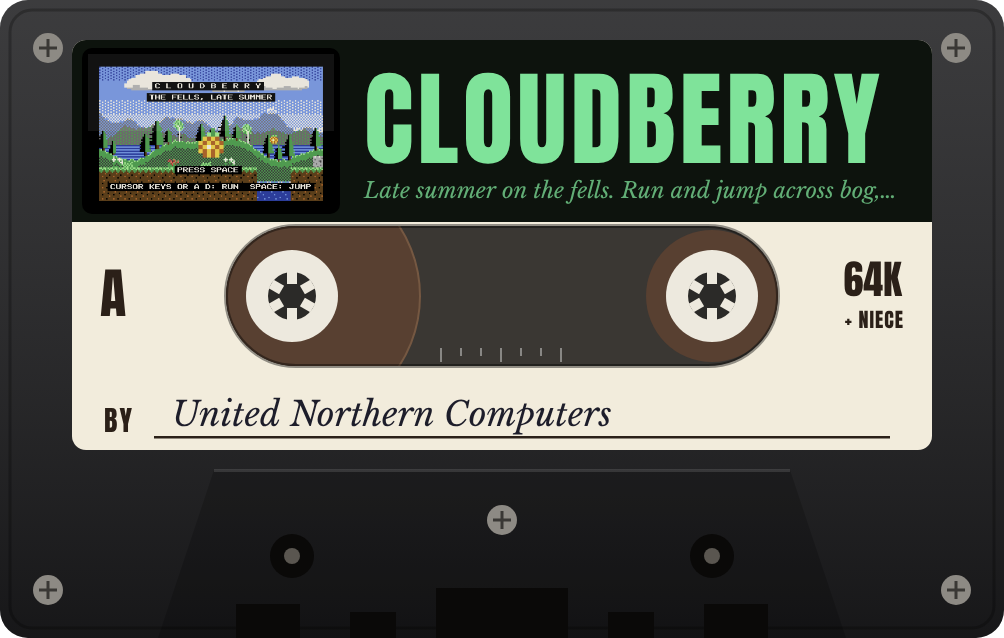 CLOUDBERRY
THE FELLS, LATE SUMMER
PRESS SPACE
CURSOR KEYS OR A D: RUN SPACE: JUMP
CLOUDBERRY
Late summer on the fells. Run and jump across bog,...
A
64K
+ NIECE
BY United Northern Computers